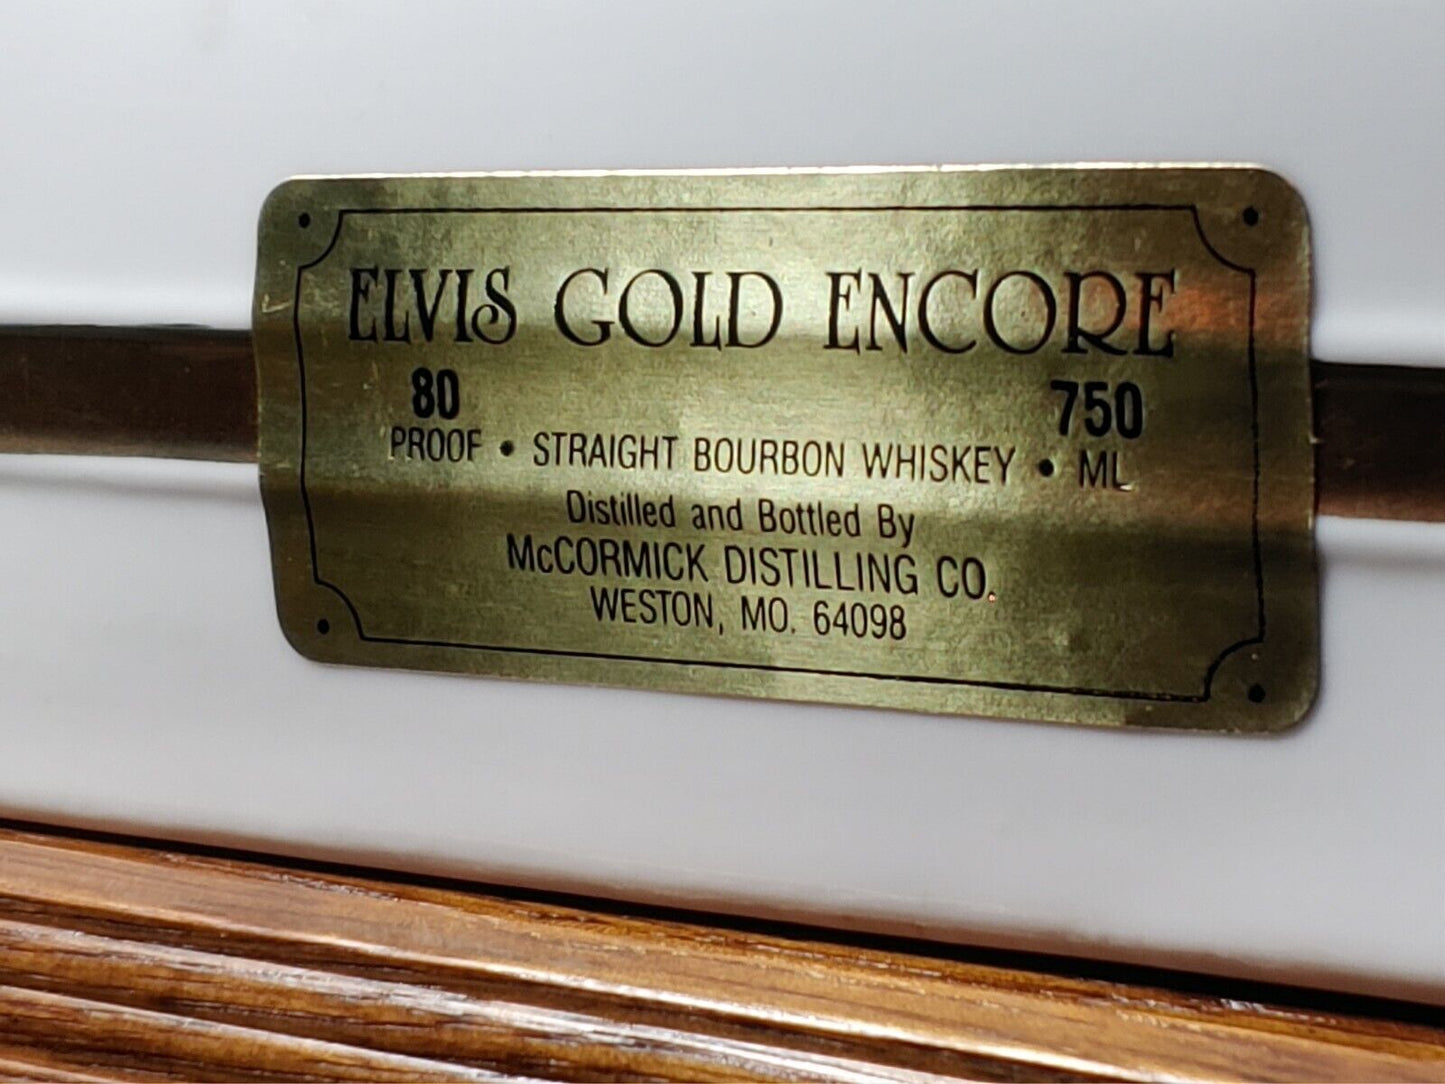 ELVIS GOLD ENCORE
80 750
PROOF • STRAIGHT BOURBON WHISKEY • ML
Distilled and Bottled By
McCORMICK DISTILLING CO.
WESTON, MO. 64098